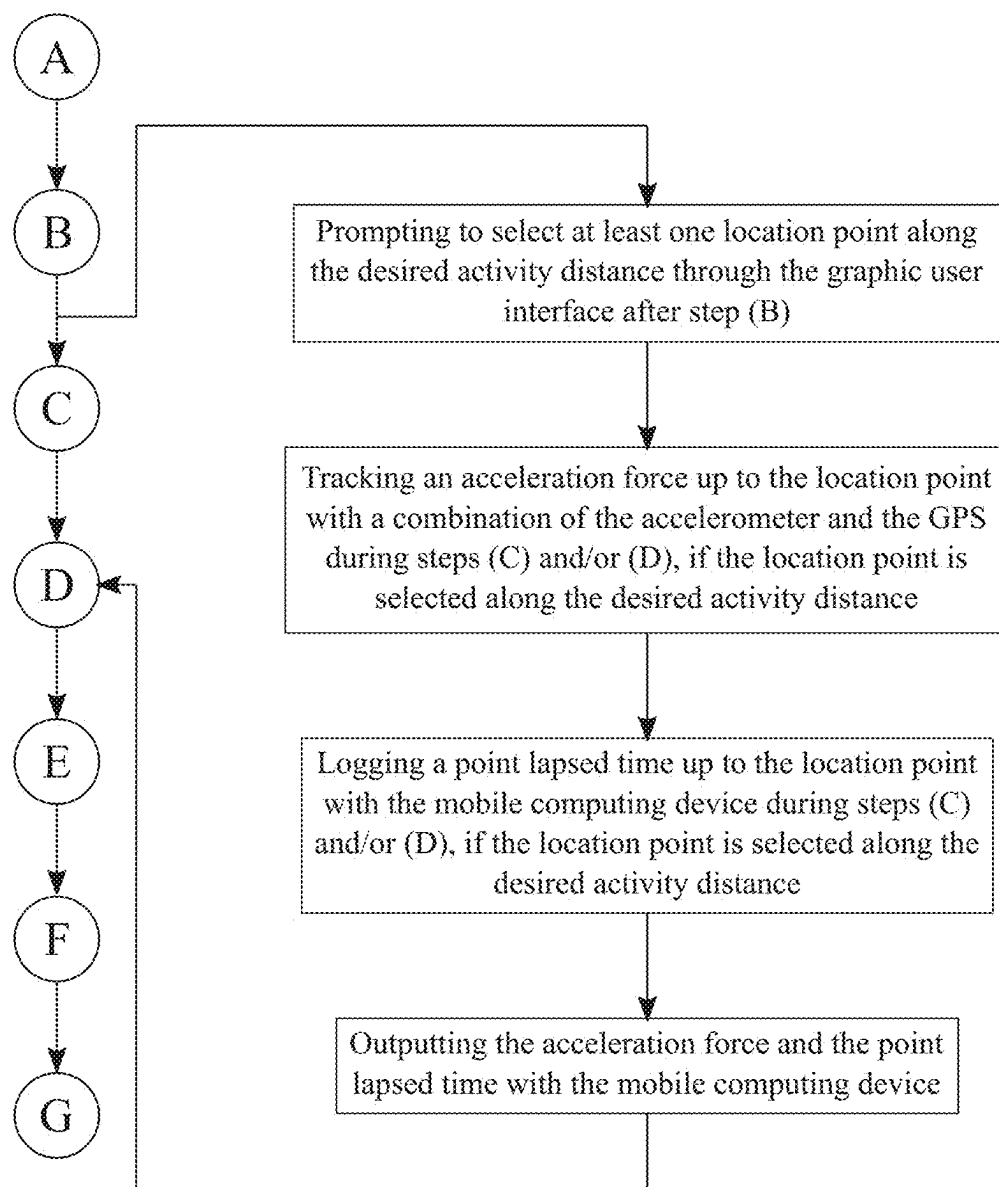 A
B
C
D
E
F
G
Prompting to select at least one location point along
the desired activity distance through the graphic user
interface after step (B)
Tracking an acceleration force up to the location point
with a combination of the accelerometer and the GPS
during steps (C) and/or (D), if the location point is
selected along the desired activity distance
Logging a point lapsed time up to the location point
with the mobile computing device during steps (C)
and/or (D), if the location point is selected along the
desired activity distance
Outputting the acceleration force and the point
lapsed time with the mobile computing device